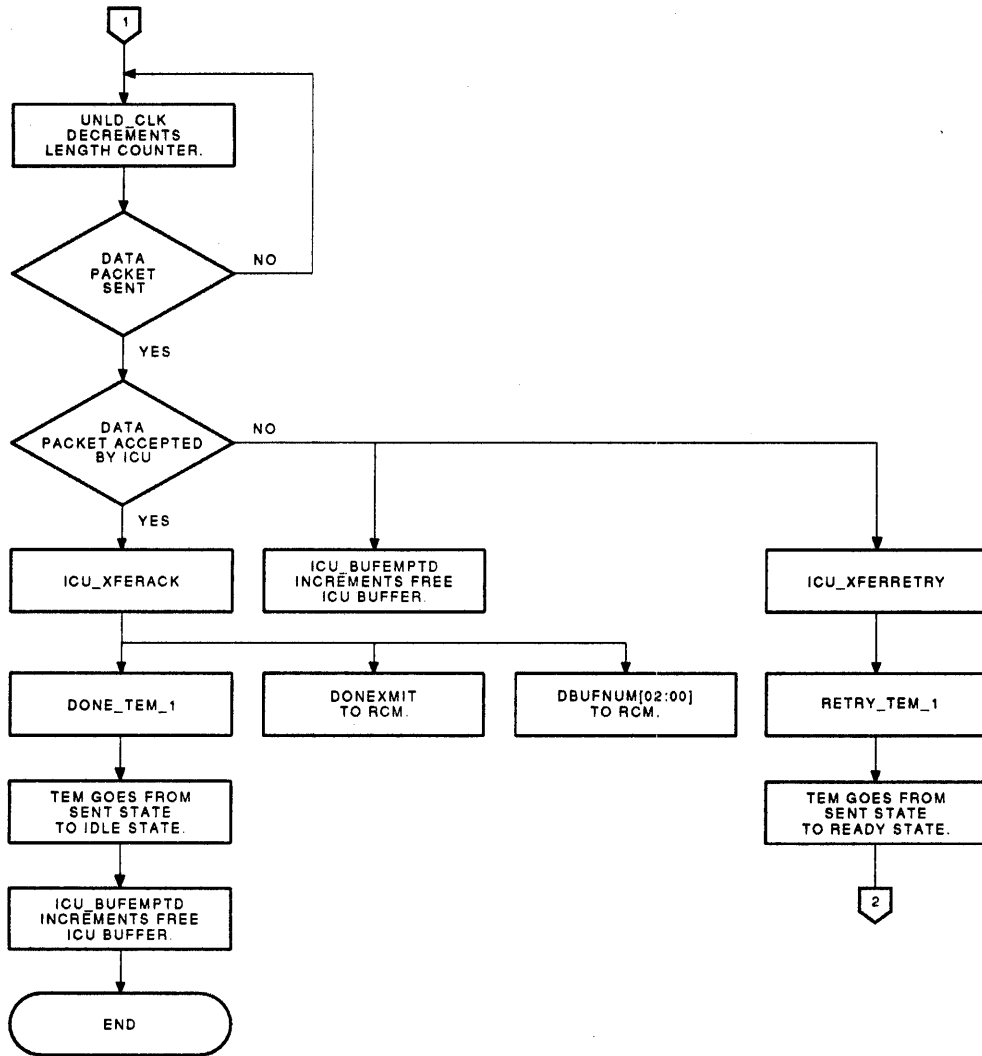 1
UNLD_CLK
DECREMENTS
LENGTH COUNTER.
DATA
PACKET
SENT
NO
YES
DATA
PACKET ACCEPTED
BY ICU
NO
YES
ICU_XFERACK
ICU_BUFEMPTD
INCREMENTS FREE
ICU BUFFER.
ICU_XFERRETRY
DONE_TEM_1
DONEXMIT
TO RCM.
DBUFNUM[02:00]
TO RCM.
RETRY_TEM_1
TEM GOES FROM
SENT STATE
TO IDLE STATE.
TEM GOES FROM
SENT STATE
TO READY STATE.
ICU_BUFEMPTD
INCREMENTS FREE
ICU BUFFER.
2
END